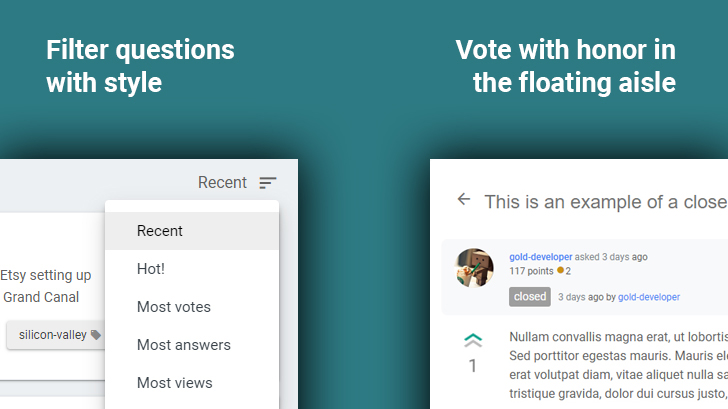 Filter questions
with style
Vote with honor in
the floating aisle
Recent
Recent
Hot!
Most votes
Most answers
Most views
Etsy setting up
Grand Canal
silicon-valley
This is an example of a close
gold-developer asked 3 days ago
117 points 2
closed 3 days ago by gold-developer
1
Nullam convallis magna erat, ut lobortis
Sed porttitor egestas mauris. Mauris ele
erat volutpat diam, vitae aliquet nulla sa
tristique gravida, dolor dui cursus justo,